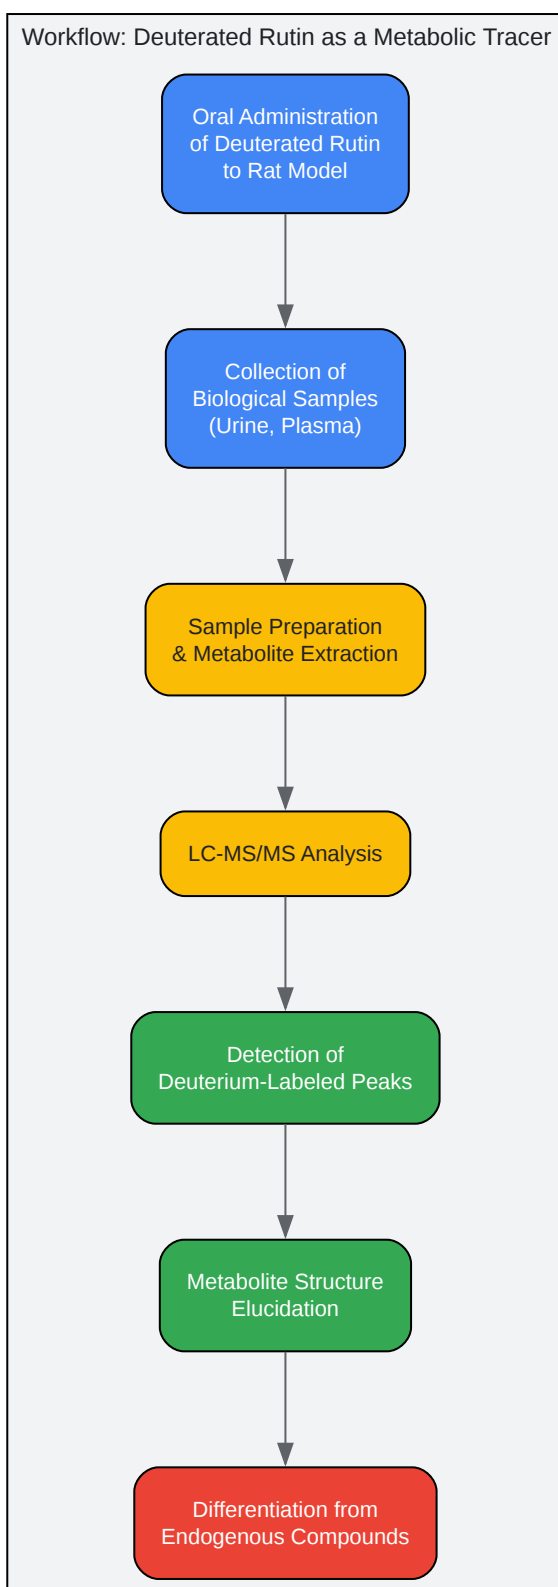 Workflow: Deuterated Rutin as a Metabolic Tracer
Oral Administration
of Deuterated Rutin
to Rat Model
Collection of
Biological Samples
(Urine, Plasma)
Sample Preparation
& Metabolite Extraction
LC-MS/MS Analysis
Detection of
Deuterium-Labeled Peaks
Metabolite Structure
Elucidation
Differentiation from
Endogenous Compounds